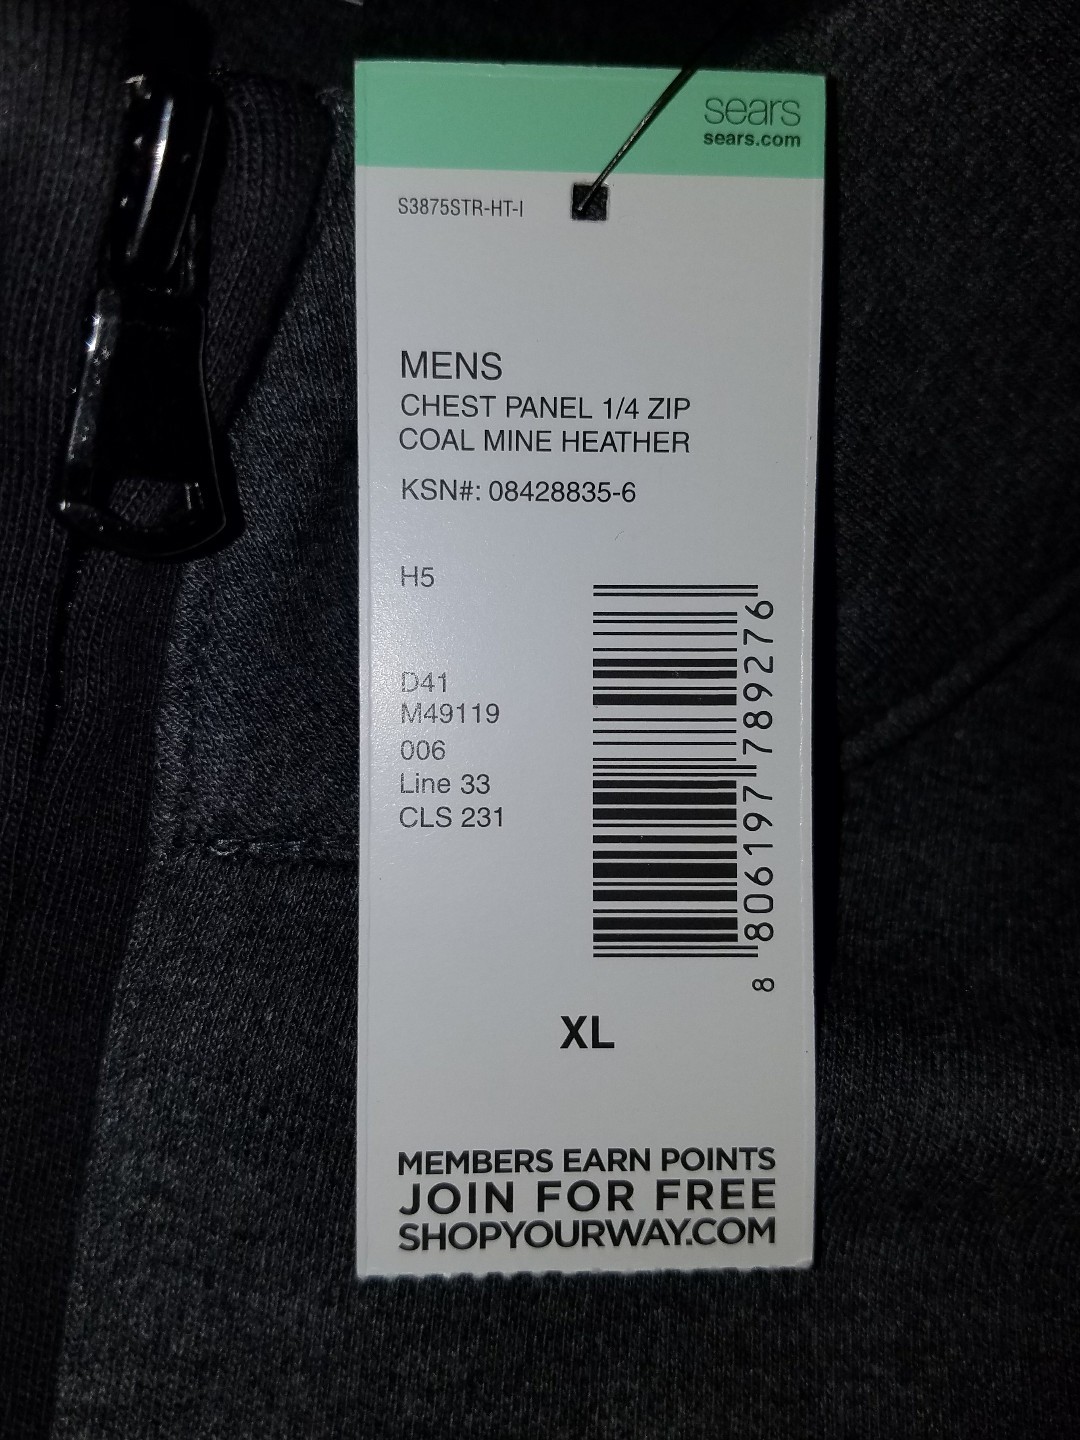 sears
sears.com
S3875STR-HT-I
MENS
CHEST PANEL 1/4 ZIP
COAL MINE HEATHER
KSN#: 08428835-6
H5
D41
M49119
006
Line 33
CLS 231
8 806197 789276
XL
MEMBERS EARN POINTS
JOIN FOR FREE
SHOPYOURWAY.COM